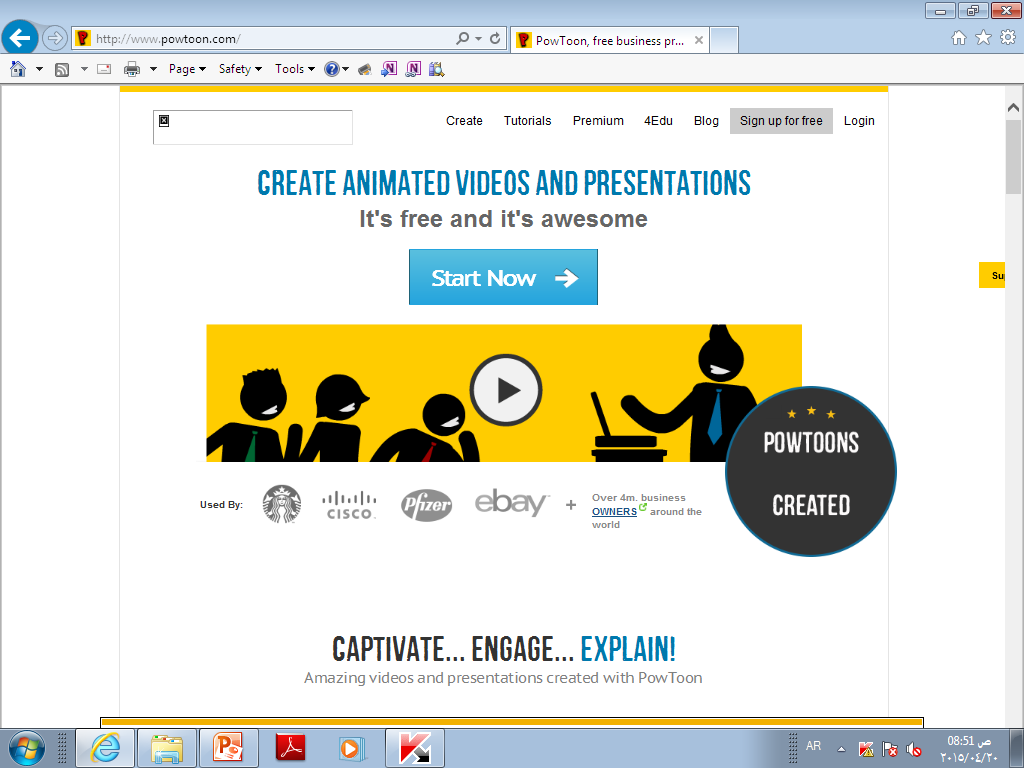 http://www.powtoon.com/
PowToon, free business pr...
Page Safety Tools
Create Tutorials Premium 4Edu Blog Sign up for free Login
CREATE ANIMATED VIDEOS AND PRESENTATIONS
It's free and it's awesome
Start Now
POWTOONS
CREATED
Used By:
CISCO.
Pfizer
ebay
+
Over 4m. business
OWNERS around the
world
CAPTIVATE... ENGAGE... EXPLAIN!
Amazing videos and presentations created with PowToon
AR
08:51 ص
٢٠١٥/٠٤/٢٠